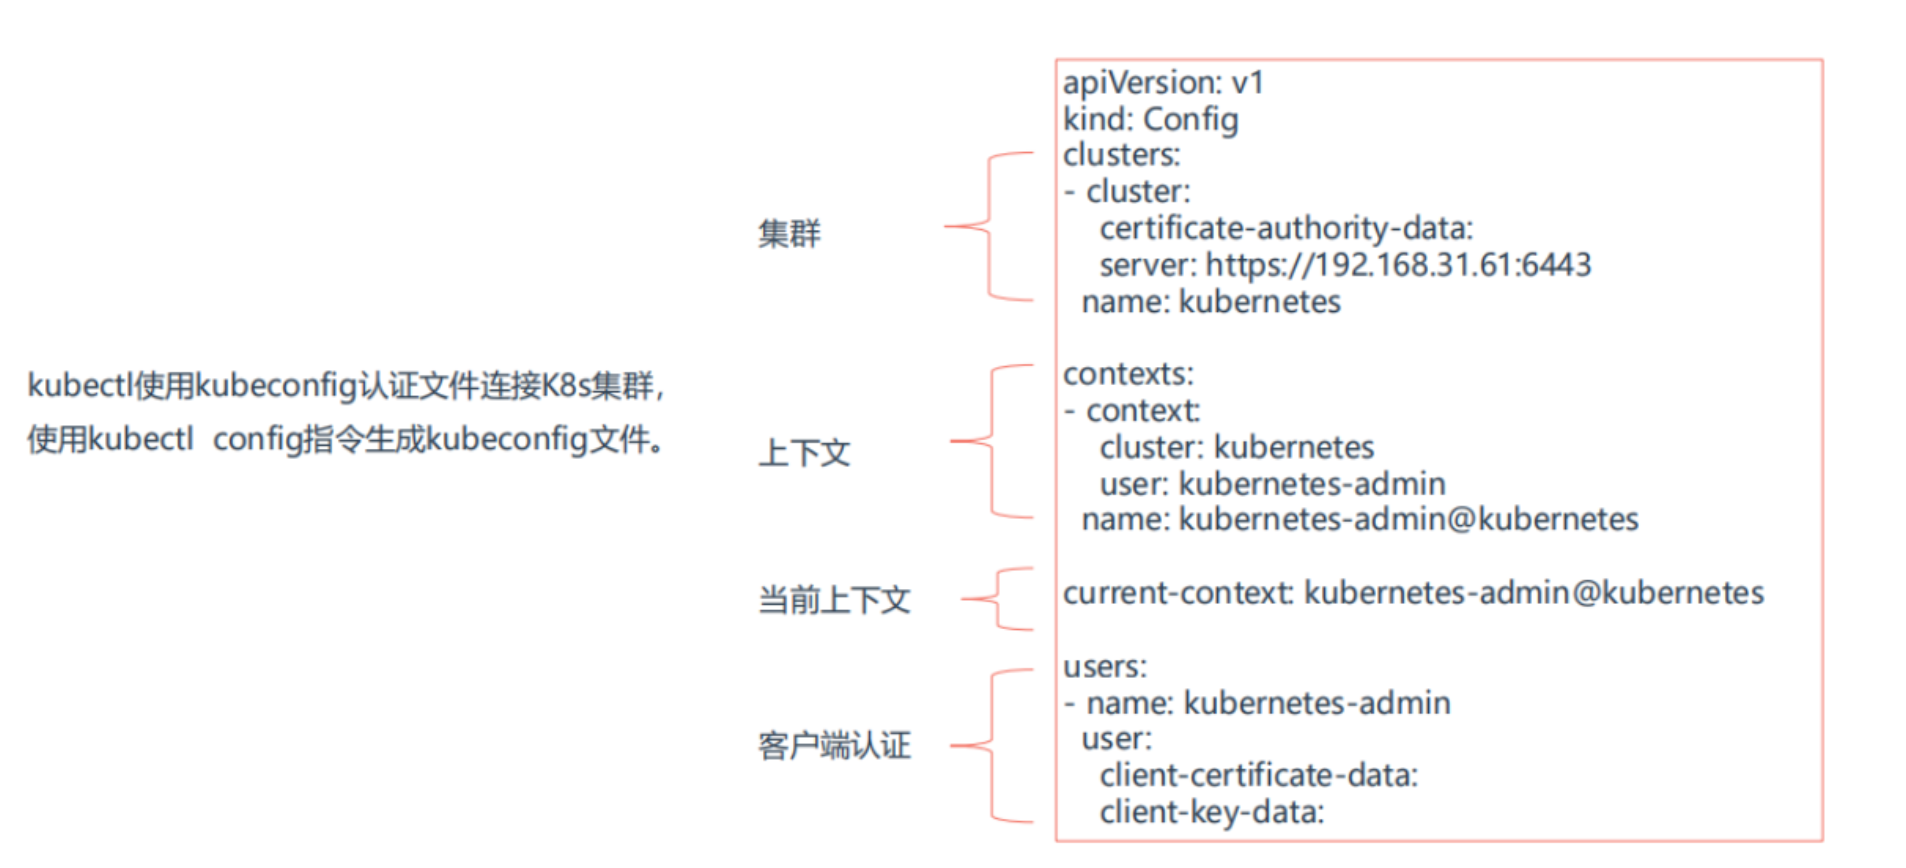 kubectl使用kubeconfig认证文件连接K8s集群，
使用kubectl config指令生成kubeconfig文件。
集群
上下文
当前上下文
客户端认证
apiVersion: v1
kind: Config
clusters:
- cluster:
    certificate-authority-data:
    server: https://192.168.31.61:6443
  name: kubernetes
contexts:
- context:
    cluster: kubernetes
    user: kubernetes-admin
  name: kubernetes-admin@kubernetes
current-context: kubernetes-admin@kubernetes
users:
- name: kubernetes-admin
  user:
    client-certificate-data:
    client-key-data: